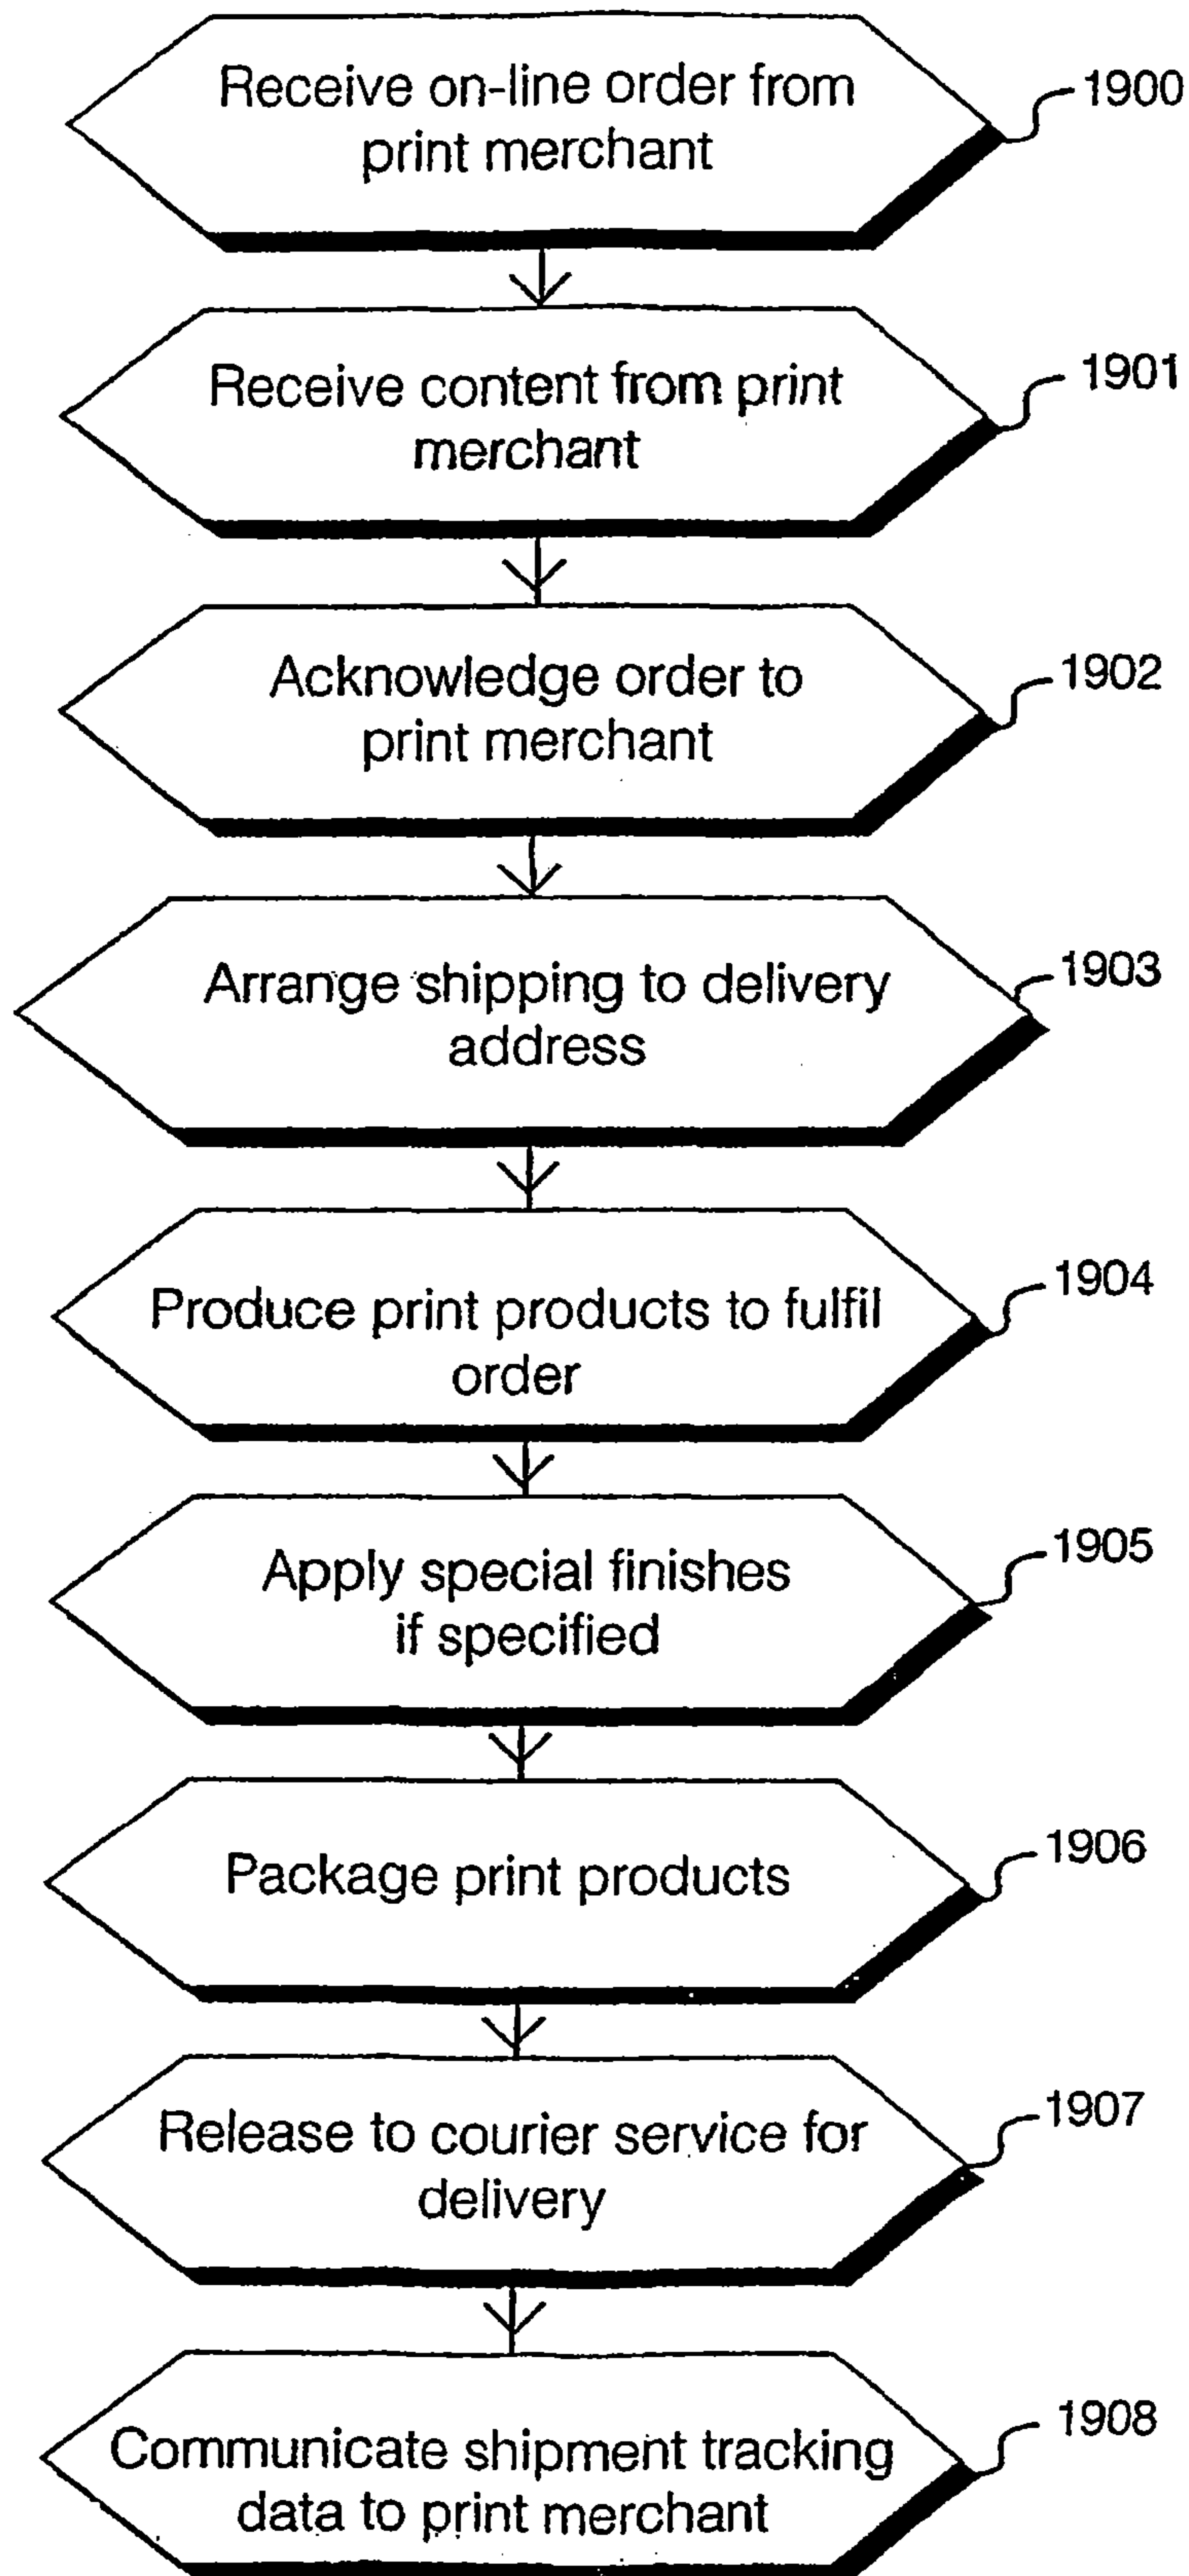 Receive on-line order from
print merchant
1900
Receive content from print
merchant
1901
Acknowledge order to
print merchant
1902
Arrange shipping to delivery
address
1903
Produce print products to fulfil
order
1904
Apply special finishes
if specified
1905
Package print products
1906
Release to courier service for
delivery
1907
Communicate shipment tracking
data to print merchant
1908